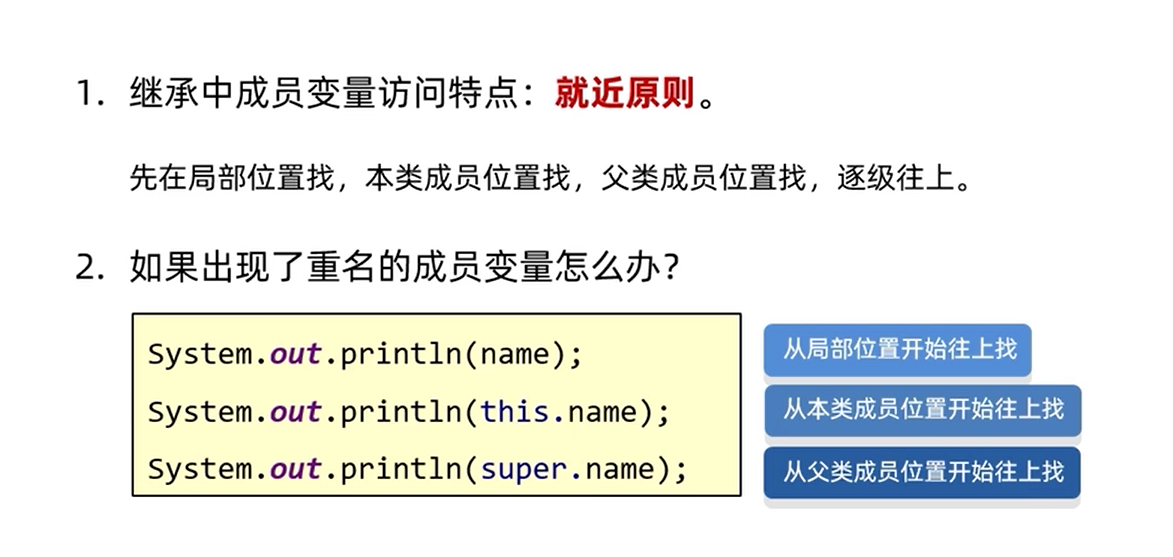 1. 继承中成员变量访问特点：就近原则。
先在局部位置找，本类成员位置找，父类成员位置找，逐级往上。
2. 如果出现了重名的成员变量怎么办？
System.out.println(name);
从局部位置开始往上找
System.out.println(this.name);
从本类成员位置开始往上找
System.out.println(super.name);
从父类成员位置开始往上找